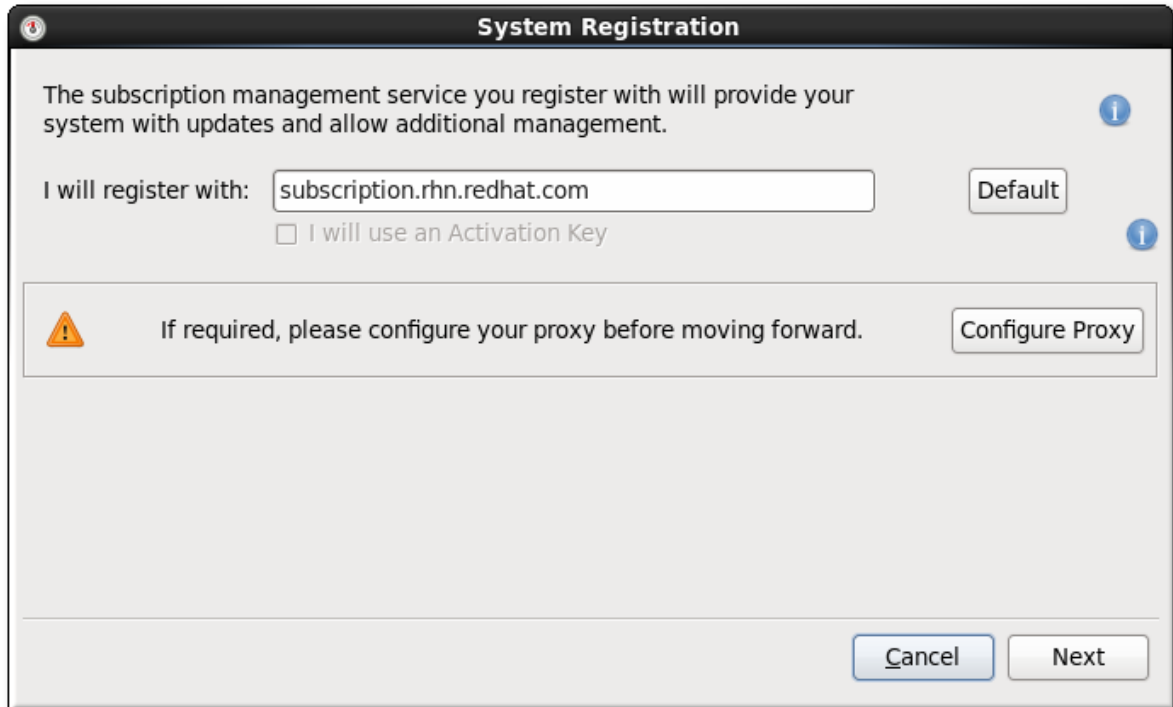 System Registration
The subscription management service you register with will provide your
system with updates and allow additional management.
I will register with: subscription.rhn.redhat.com Default
I will use an Activation Key
If required, please configure your proxy before moving forward. Configure Proxy
Cancel Next